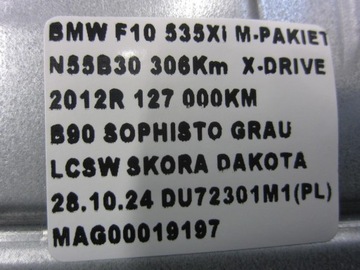 BMW F10 535Xi M-PAKIET
N55B30 306Km X-DRIVE
2012R 127 000KM
B90 SOPHISTO GRAU
LCSW SKORA DAKOTA
28.10.24 DU72301M1(PL)
MAG00019197